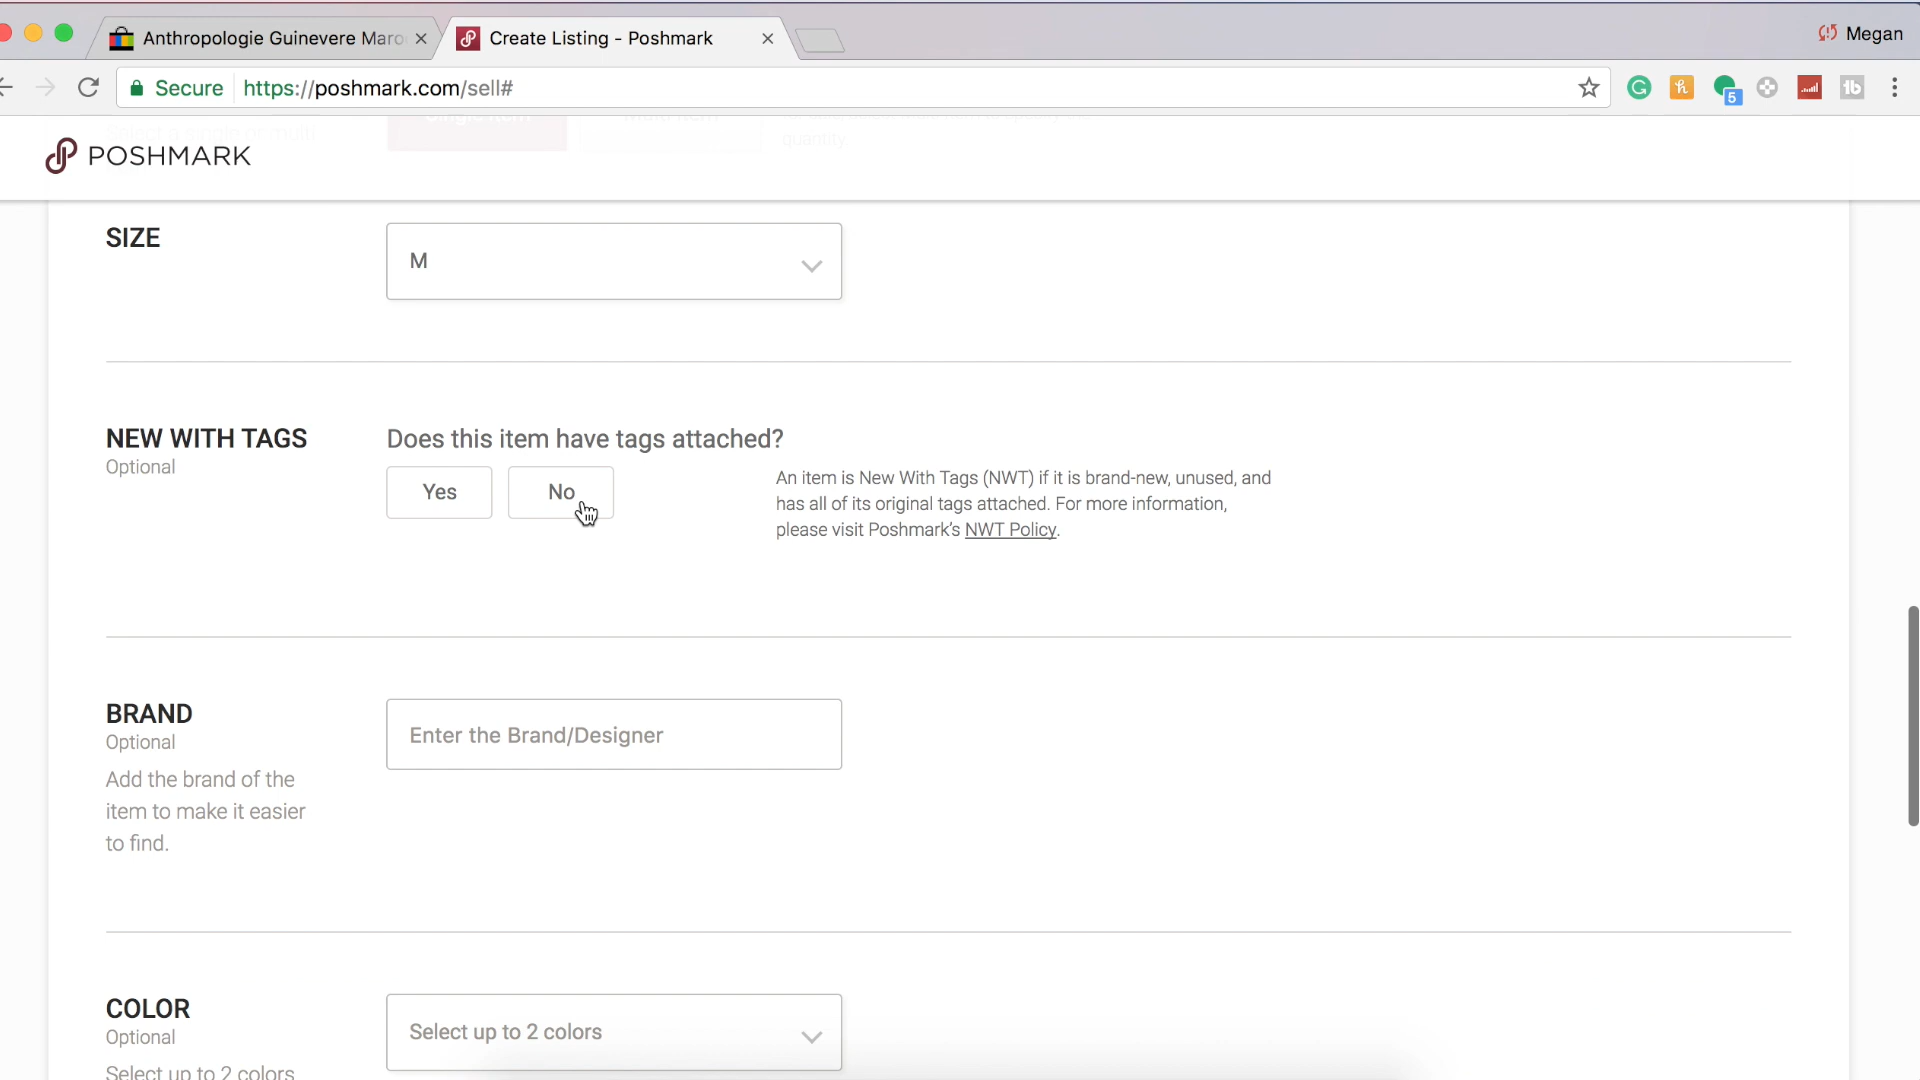 Anthropologie Guinevere Maro
Create Listing - Poshmark
Megan
Secure
https://poshmark.com/sell#
5
POSHMARK
quantity.
SIZE
M
NEW WITH TAGS
Optional
Does this item have tags attached?
Yes
No
An item is New With Tags (NWT) if it is brand-new, unused, and
has all of its original tags attached. For more information,
please visit Poshmark's NWT Policy.
BRAND
Optional
Add the brand of the
item to make it easier
to find.
Enter the Brand/Designer
COLOR
Optional
Select up to 2 colors
Select up to 2 colors